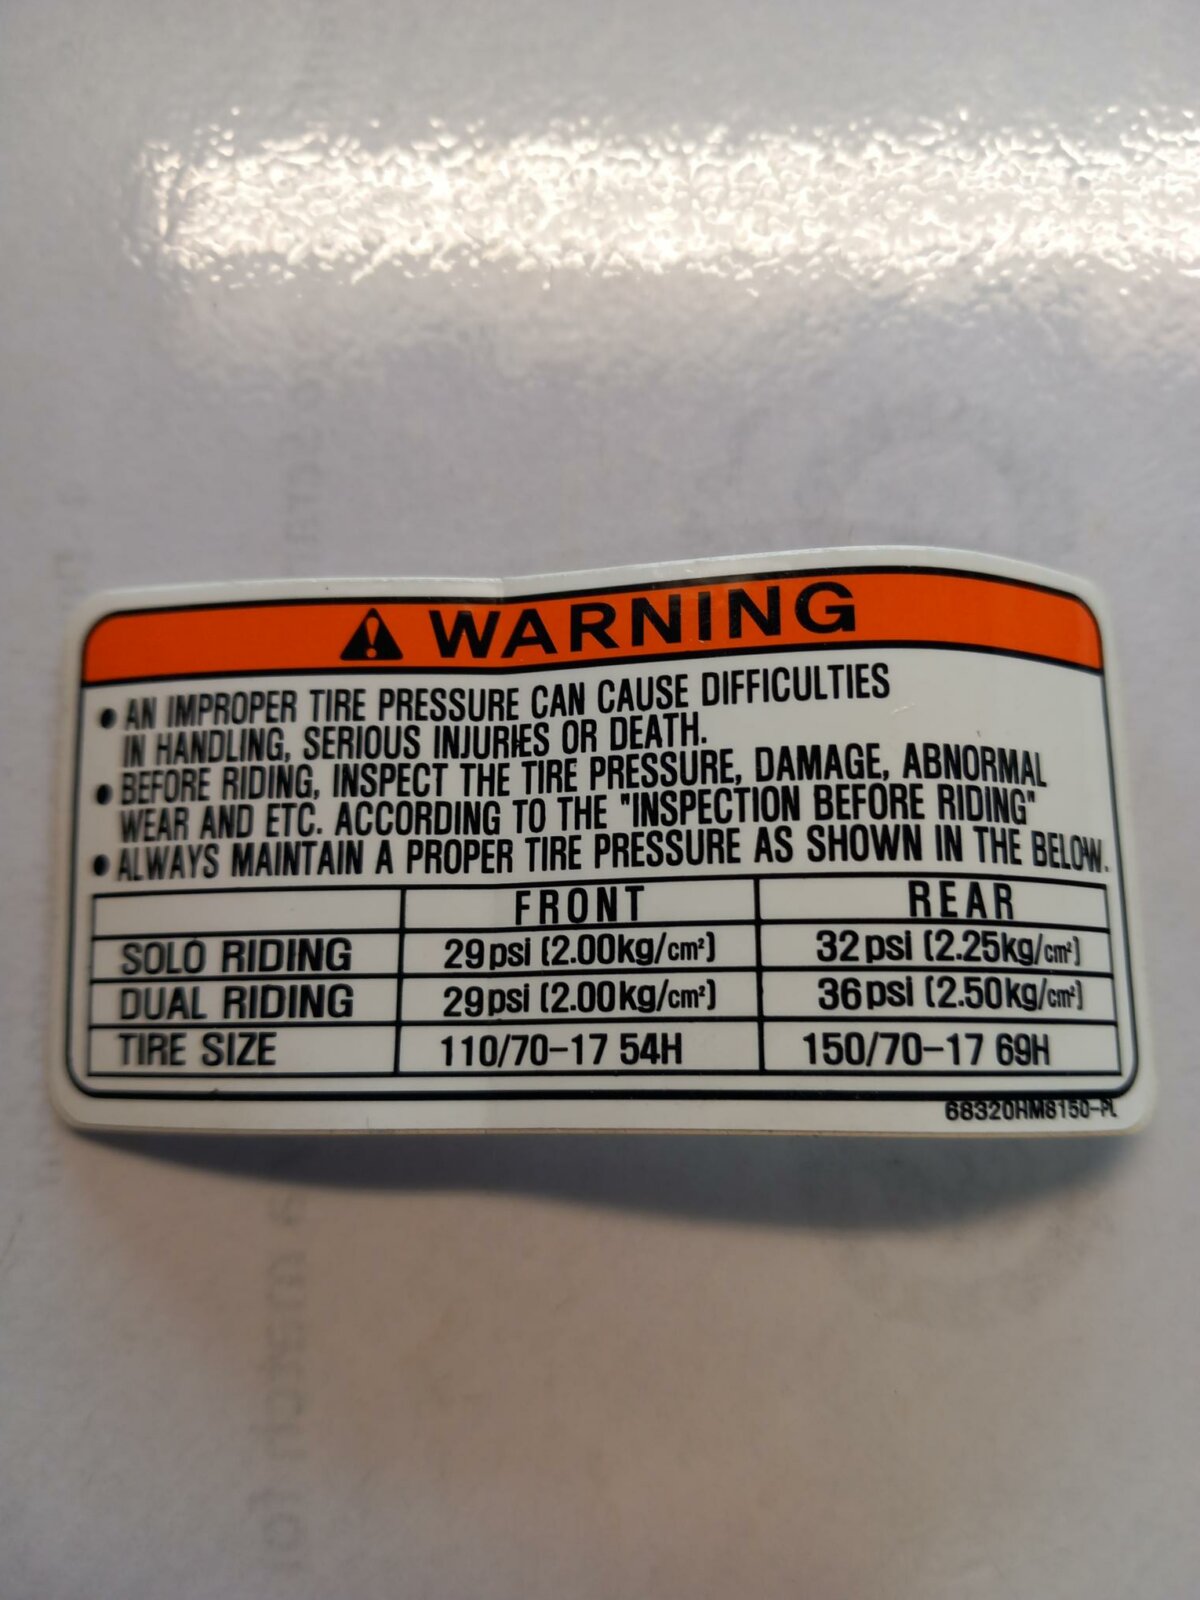 WARNING
• AN IMPROPER TIRE PRESSURE CAN CAUSE DIFFICULTIES
IN HANDLING, SERIOUS INJURIES OR DEATH.
• BEFORE RIDING, INSPECT THE TIRE PRESSURE, DAMAGE, ABNORMAL
WEAR AND ETC. ACCORDING TO THE "INSPECTION BEFORE RIDING"
• ALWAYS MAINTAIN A PROPER TIRE PRESSURE AS SHOWN IN THE BELOW.
FRONT REAR
SOLO RIDING 29psi (2.00kg/cm²) 32psi (2.25kg/cm²)
DUAL RIDING 29psi (2.00kg/cm²) 36psi (2.50kg/cm²)
TIRE SIZE 110/70-17 54H 150/70-17 69H
68320HM8150-PL